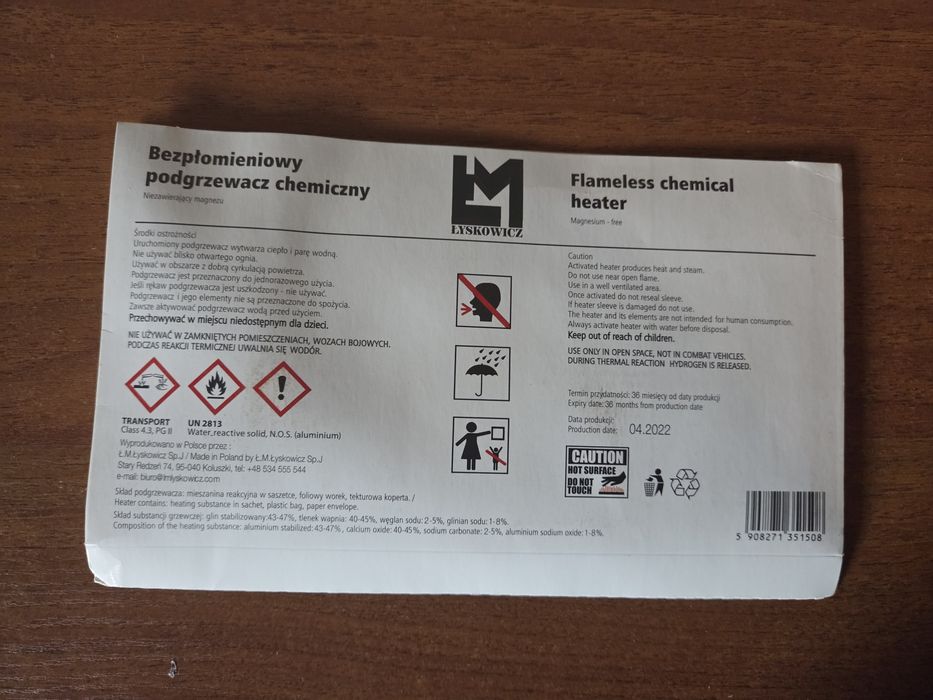 Bezpłomieniowy
podgrzewacz chemiczny
Niezawierający magnezu
ŁM
ŁYSKOWICZ
Flameless chemical
heater
Magnesium - free
Środki ostrożności
Uruchomiony podgrzewacz wytwarza ciepło i parę wodną.
Nie używać blisko otwartego ognia.
Używać w obszarze z dobrą cyrkulacją powietrza.
Podgrzewacz jest przeznaczony do jednorazowego użycia.
Jeśli rękaw podgrzewacza jest uszkodzony - nie używać.
Podgrzewacz i jego elementy nie są przeznaczone do spożycia.
Zawsze aktywować podgrzewacz wodą przed użyciem.
Przechowywać w miejscu niedostępnym dla dzieci.
NIE UŻYWAĆ W ZAMKNIĘTYCH POMIESZCZENIACH, WOZACH BOJOWYCH.
PODCZAS REAKCJI TERMICZNEJ UWALNIA SIĘ WODÓR.
Caution
Activated heater produces heat and steam.
Do not use near open flame.
Use in a well ventilated area.
Once activated do not reseal sleeve.
If heater sleeve is damaged do not use.
The heater and its elements are not intended for human consumption.
Always activate heater with water before disposal.
Keep out of reach of children.
USE ONLY IN OPEN SPACE, NOT IN COMBAT VEHICLES.
DURING THERMAL REACTION HYDROGEN IS RELEASED.
Termin przydatności: 36 miesięcy od daty produkcji
Expiry date: 36 months from production date
Data produkcji:
Production date: 04.2022
TRANSPORT
Class 4.3, PG II
UN 2813
Water reactive solid, N.O.S. (aluminium)
CAUTION
HOT SURFACE
DO NOT
TOUCH
Wyprodukowano w Polsce przez :
Ł.M.Łyskowicz Sp.J / Made in Poland by Ł.M.Łyskowicz Sp.J
Stary Redzeń 74, 95-040 Koluszki, tel: +48 534 555 544
e-mail: biuro@lmlyskowicz.com
Skład podgrzewacza: mieszanina reakcyjna w saszetce, foliowy worek, tekturowa koperta. /
Heater contains: heating substance in sachet, plastic bag, paper envelope.
Skład substancji grzewczej: glin stabilizowany:43-47%, tlenek wapnia: 40-45%, węglan sodu: 2-5%, glinian sodu: 1-8%.
Composition of the heating substance: aluminium stabilized: 43-47% , calcium oxide: 40-45%, sodium carbonate: 2-5%, aluminium sodium oxide: 1-8%.
5 908271 351508